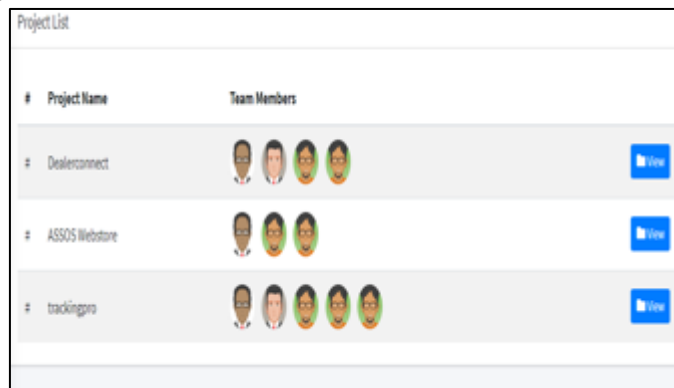 Project List
# Project Name Team Members
# Dealerconnect View
# ASSOS Webstore View
# trackingpro View